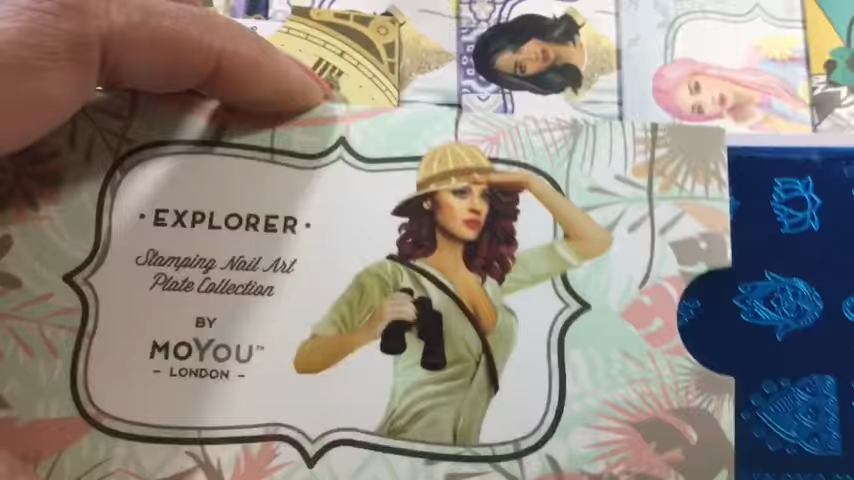 ·EXPLORER·
Stamping Nail Art
Plate Collection
BY
MOYOU™
- LONDON -